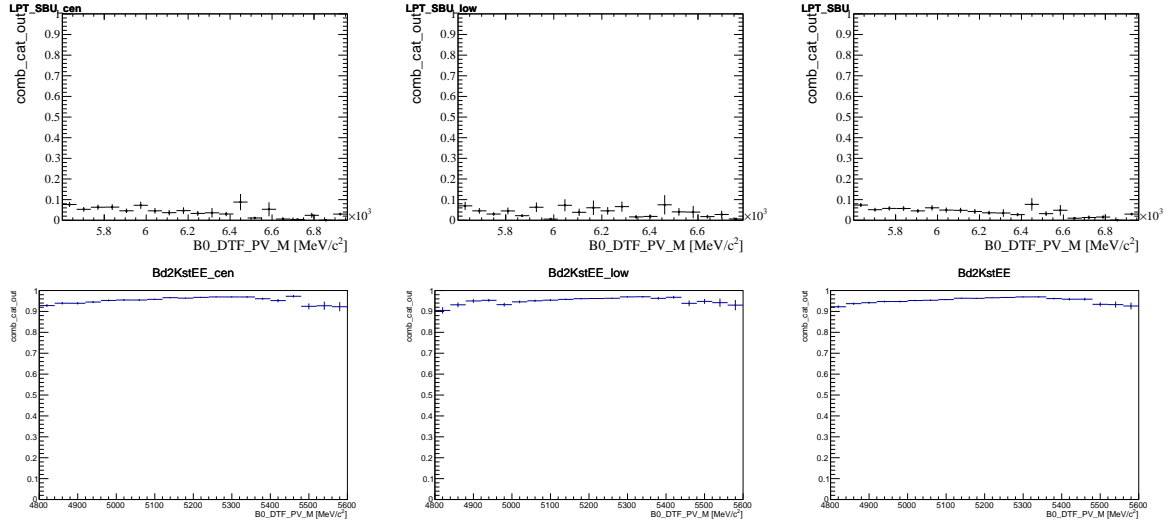 LPT_SBU_cen
comb_cat_out
1
0.9
0.8
0.7
0.6
0.5
0.4
0.3
0.2
0.1
0
5.8 6 6.2 6.4 6.6 6.8
×10³
B0_DTF_PV_M [MeV/c²]
LPT_SBU_low
comb_cat_out
1
0.9
0.8
0.7
0.6
0.5
0.4
0.3
0.2
0.1
0
5.8 6 6.2 6.4 6.6
×10³
B0_DTF_PV_M [MeV/c²]
LPT_SBU
comb_cat_out
1
0.9
0.8
0.7
0.6
0.5
0.4
0.3
0.2
0.1
0
5.8 6 6.2 6.4 6.6 6.8
×10³
B0_DTF_PV_M [MeV/c²]
Bd2KstEE_cen
comb_cat_out
1
0.9
0.8
0.7
0.6
0.5
0.4
0.3
0.2
0.1
0
4800 4900 5000 5100 5200 5300 5400 5500 5600
B0_DTF_PV_M [MeV/c²]
Bd2KstEE_low
comb_cat_out
1
0.9
0.8
0.7
0.6
0.5
0.4
0.3
0.2
0.1
0
4800 4900 5000 5100 5200 5300 5400 5500 5600
B0_DTF_PV_M [MeV/c²]
Bd2KstEE
comb_cat_out
1
0.9
0.8
0.7
0.6
0.5
0.4
0.3
0.2
0.1
0
4800 4900 5000 5100 5200 5300 5400 5500 5600
B0_DTF_PV_M [MeV/c²]